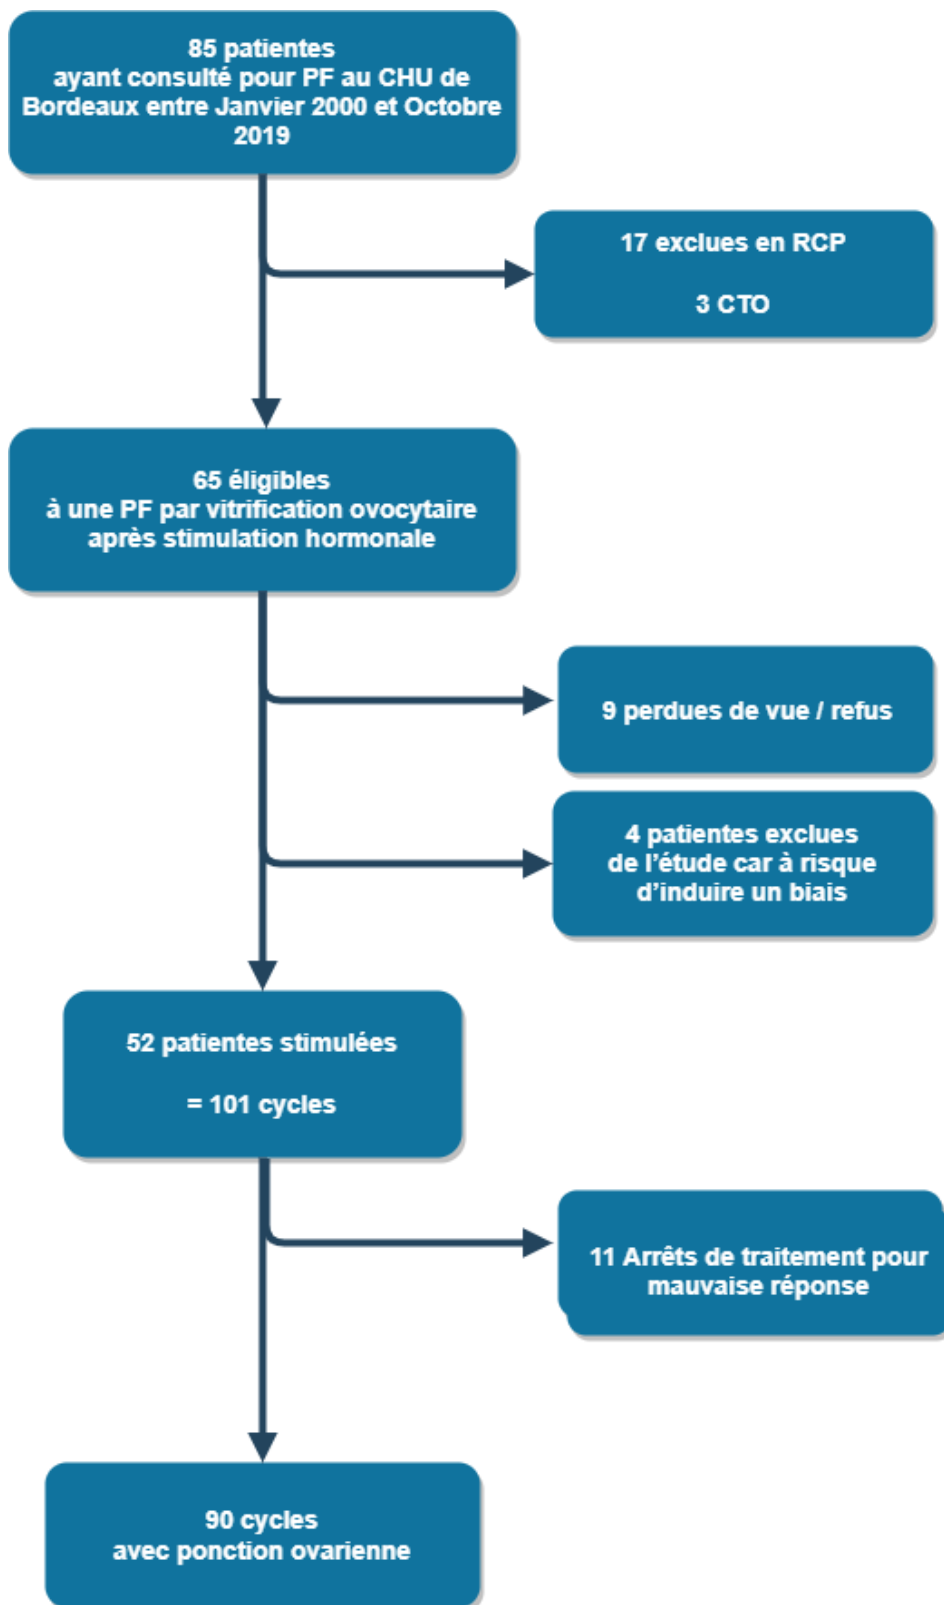 85 patientes
ayant consulté pour PF au CHU de
Bordeaux entre Janvier 2000 et Octobre
2019
17 exclues en RCP
3 CTO
65 éligibles
à une PF par vitrification ovocytaire
après stimulation hormonale
9 perdues de vue / refus
4 patientes exclues
de l'étude car à risque
d'induire un biais
52 patientes stimulées
= 101 cycles
11 Arrêts de traitement pour
mauvaise réponse
90 cycles
avec ponction ovarienne